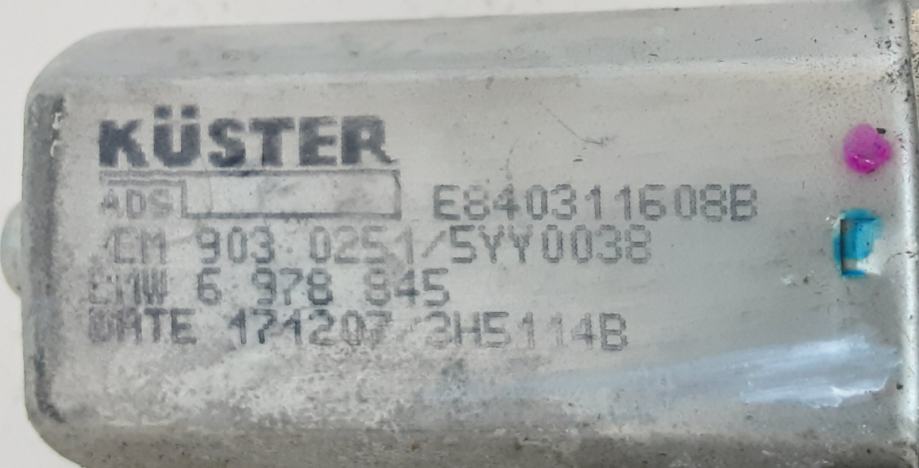 KÜSTER
ADS E840311608B
CM 903 0251/5YY0038
BMW 6 978 845
DATE 171207 3H5114B